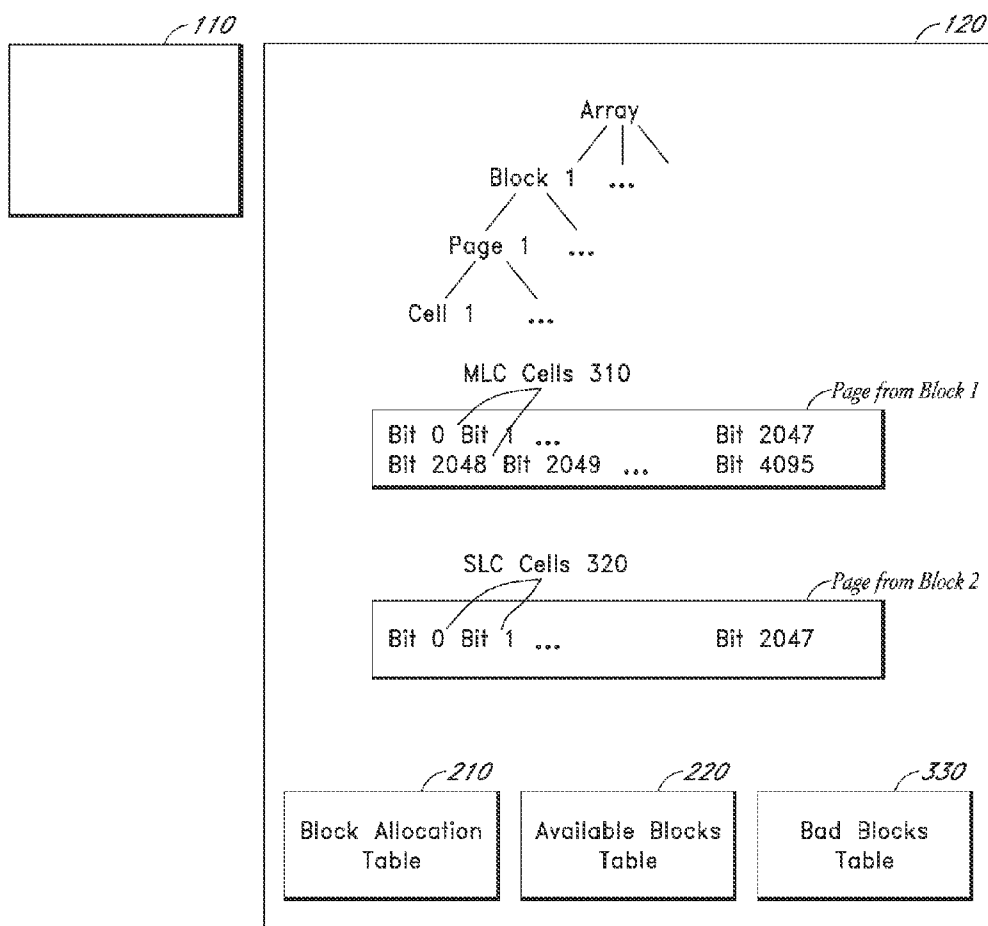 110
120
Array
Block 1 ...
Page 1 ...
Cell 1 ...
MLC Cells 310
Page from Block 1
Bit 0 Bit 1 ... Bit 2047
Bit 2048 Bit 2049 ... Bit 4095
SLC Cells 320
Page from Block 2
Bit 0 Bit 1 ... Bit 2047
210
220
330
Block Allocation
Table
Available Blocks
Table
Bad Blocks
Table